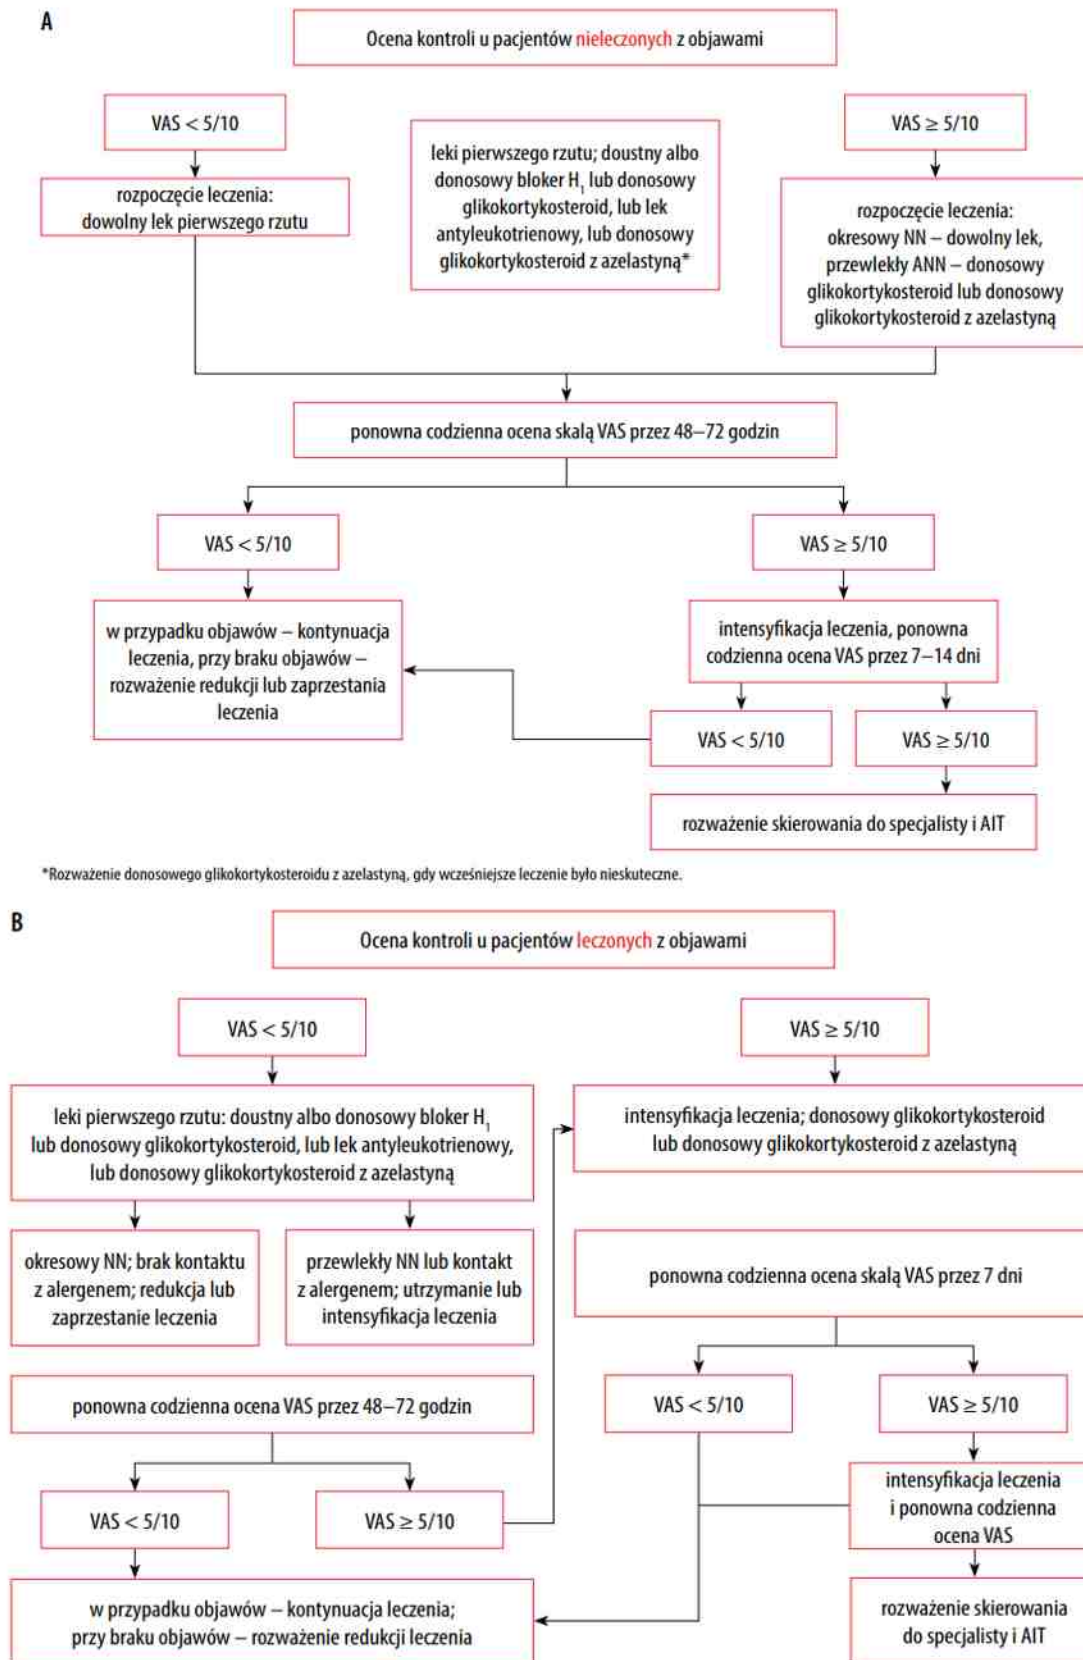 A
Ocena kontroli u pacjentów nieleczonych z objawami
VAS < 5/10
rozpoczęcie leczenia:
dowolny lek pierwszego rzutu
leki pierwszego rzutu; doustny albo
donosowy bloker H₁ lub donosowy
glikokortykosteroid, lub lek
antyleukotrienowy, lub donosowy
glikokortykosteroid z azelastyną*
VAS ≥ 5/10
rozpoczęcie leczenia:
okresowy NN – dowolny lek,
przewlekły ANN – donosowy
glikokortykosteroid lub donosowy
glikokortykosteroid z azelastyną
ponowna codzienna ocena skalą VAS przez 48–72 godzin
VAS < 5/10
w przypadku objawów – kontynuacja
leczenia, przy braku objawów –
rozważenie redukcji lub zaprzestania
leczenia
VAS ≥ 5/10
intensyfikacja leczenia, ponowna
codzienna ocena VAS przez 7–14 dni
VAS < 5/10
VAS ≥ 5/10
rozważenie skierowania do specjalisty i AIT
*Rozważenie donosowego glikokortykosteroidu z azelastyną, gdy wcześniejsze leczenie było nieskuteczne.
B
Ocena kontroli u pacjentów leczonych z objawami
VAS < 5/10
leki pierwszego rzutu: doustny albo donosowy bloker H₁
lub donosowy glikokortykosteroid, lub lek antyleukotrienowy,
lub donosowy glikokortykosteroid z azelastyną
okresowy NN; brak kontaktu
z alergenem; redukcja lub
zaprzestanie leczenia
przewlekły NN lub kontakt
z alergenem; utrzymanie lub
intensyfikacja leczenia
ponowna codzienna ocena VAS przez 48–72 godzin
VAS < 5/10
VAS ≥ 5/10
w przypadku objawów – kontynuacja leczenia;
przy braku objawów – rozważenie redukcji leczenia
VAS ≥ 5/10
intensyfikacja leczenia; donosowy glikokortykosteroid
lub donosowy glikokortykosteroid z azelastyną
ponowna codzienna ocena skalą VAS przez 7 dni
VAS < 5/10
VAS ≥ 5/10
intensyfikacja leczenia
i ponowna codzienna
ocena VAS
rozważenie skierowania
do specjalisty i AIT